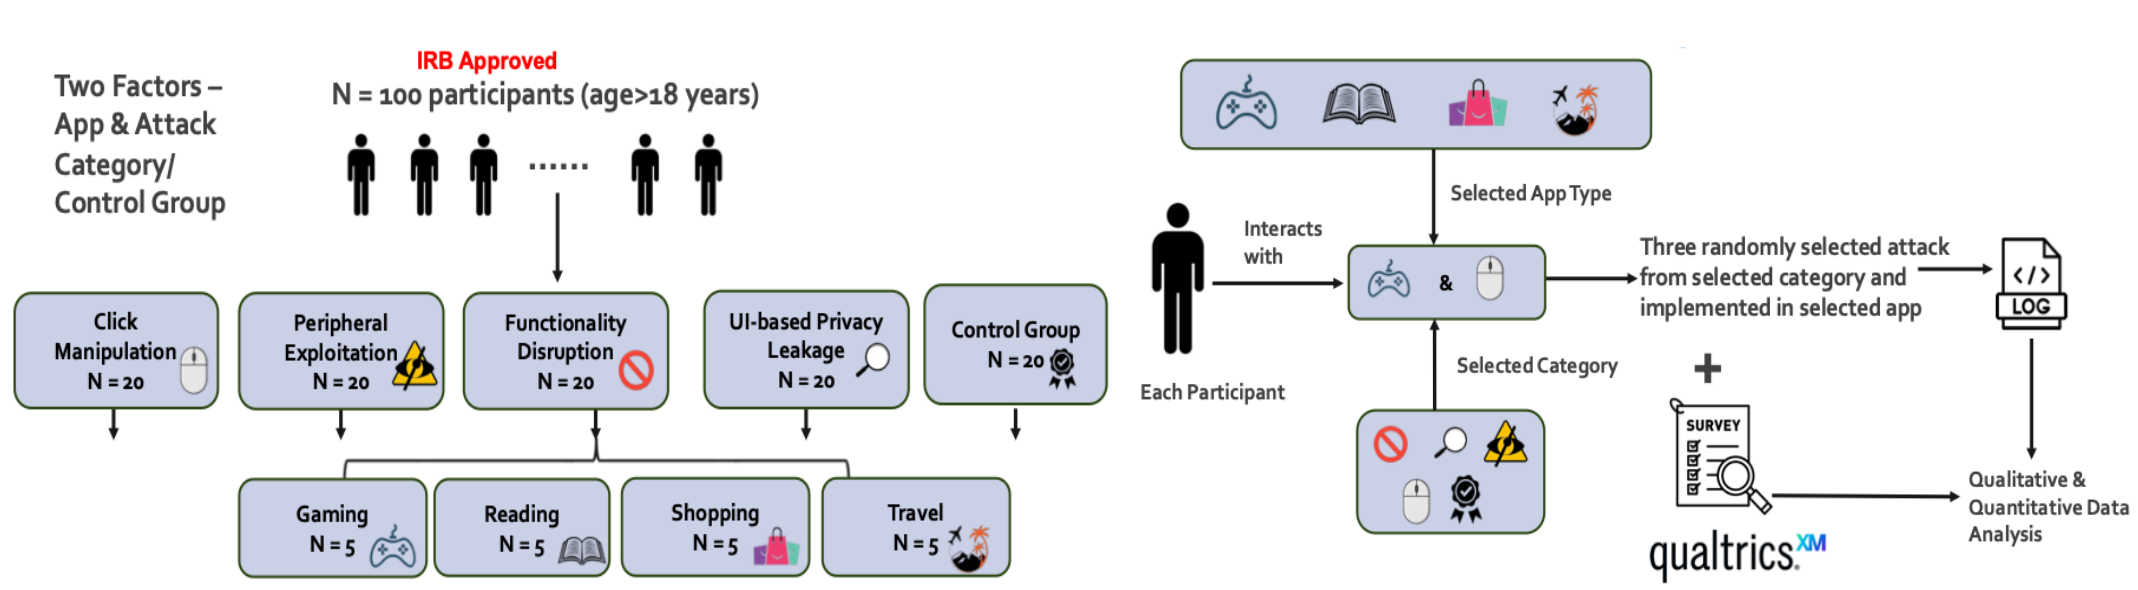 Two Factors –
App & Attack
Category/
Control Group
IRB Approved
N = 100 participants (age>18 years)
......
Click
Manipulation
N = 20
Peripheral
Exploitation
N = 20
Functionality
Disruption
N = 20
UI-based Privacy
Leakage
N = 20
Control Group
N = 20
Gaming
N = 5
Reading
N = 5
Shopping
N = 5
Travel
N = 5
Selected App Type
Interacts
with
&
Each Participant
Selected Category
Three randomly selected attack
from selected category and
implemented in selected app
</>
LOG
+
SURVEY
qualtrics.XM
Qualitative &
Quantitative Data
Analysis